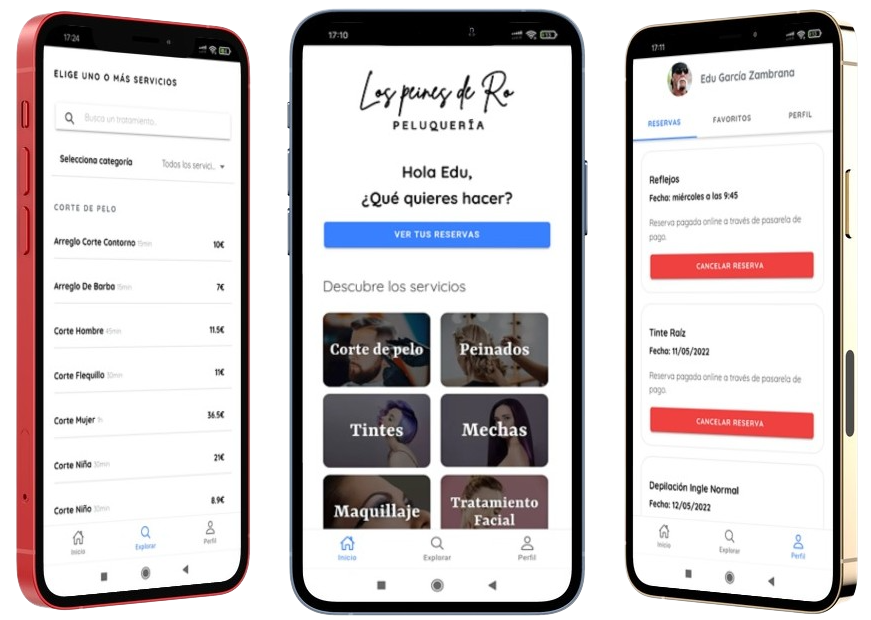 17:24
ELIGE UNO O MÁS SERVICIOS
Busca un tratamiento...
Selecciona categoría
Todos los servici...
CORTE DE PELO
Arreglo Corte Contorno 15min
10€
Arreglo De Barba 15min
7€
Corte Hombre 45min
11.5€
Corte Flequillo 30min
11€
Corte Mujer 1h
36.5€
Corte Niña 30min
21€
Corte Niño 30min
8.9€
Inicio
Explorar
Perfil
17:10
Los peines de Ro
PELUQUERÍA
Hola Edu,
¿Qué quieres hacer?
VER TUS RESERVAS
Descubre los servicios
Corte de pelo
Peinados
Tintes
Mechas
Maquillaje
Tratamiento
Facial
Inicio
Explorar
Perfil
17:11
Edu García Zambrana
RESERVAS
FAVORITOS
PERFIL
Reflejos
Fecha: miércoles a las 9:45
Reserva pagada online a través de pasarela de
pago.
CANCELAR RESERVA
Tinte Raíz
Fecha: 11/05/2022
Reserva pagada online a través de pasarela de
pago.
CANCELAR RESERVA
Depilación Ingle Normal
Fecha: 12/05/2022
Inicio
Explorar
Perfil